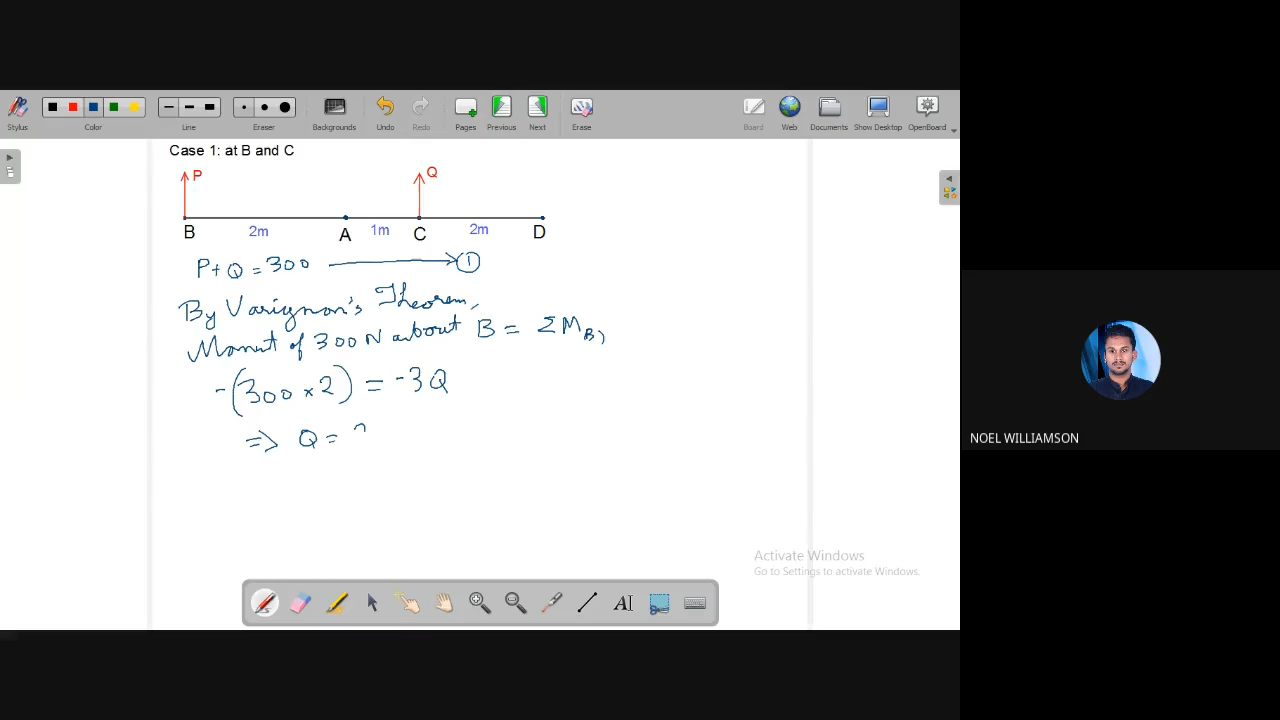 Stylus
Color
Line
Eraser
Backgrounds
Undo
Redo
Pages
Previous
Next
Erase
Board
Web
Documents
Show Desktop
OpenBoard
Case 1: at B and C
P
Q
B 2m A 1m C 2m D
P+Q = 300 ①
By Varignon's Theorem,
Moment of 300 N about B = ΣM_B,
-(300 × 2) = -3Q
=> Q =
NOEL WILLIAMSON
Activate Windows
Go to Settings to activate Windows.
AI